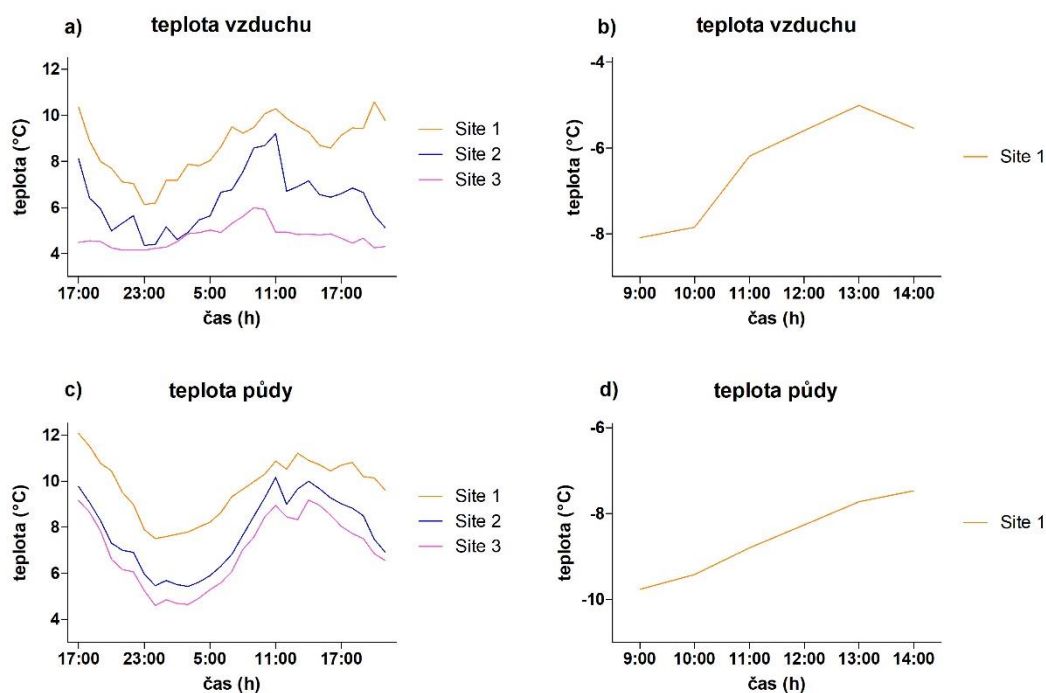 a) teplota vzduchu
12
10
8
6
4
teplota (°C)
17:00 23:00 5:00 11:00 17:00
čas (h)
Site 1
Site 2
Site 3
b) teplota vzduchu
-4
-6
-8
teplota (°C)
9:00 10:00 11:00 12:00 13:00 14:00
čas (h)
Site 1
c) teplota půdy
12
10
8
6
4
teplota (°C)
17:00 23:00 5:00 11:00 17:00
čas (h)
Site 1
Site 2
Site 3
d) teplota půdy
-6
-8
-10
teplota (°C)
9:00 10:00 11:00 12:00 13:00 14:00
čas (h)
Site 1